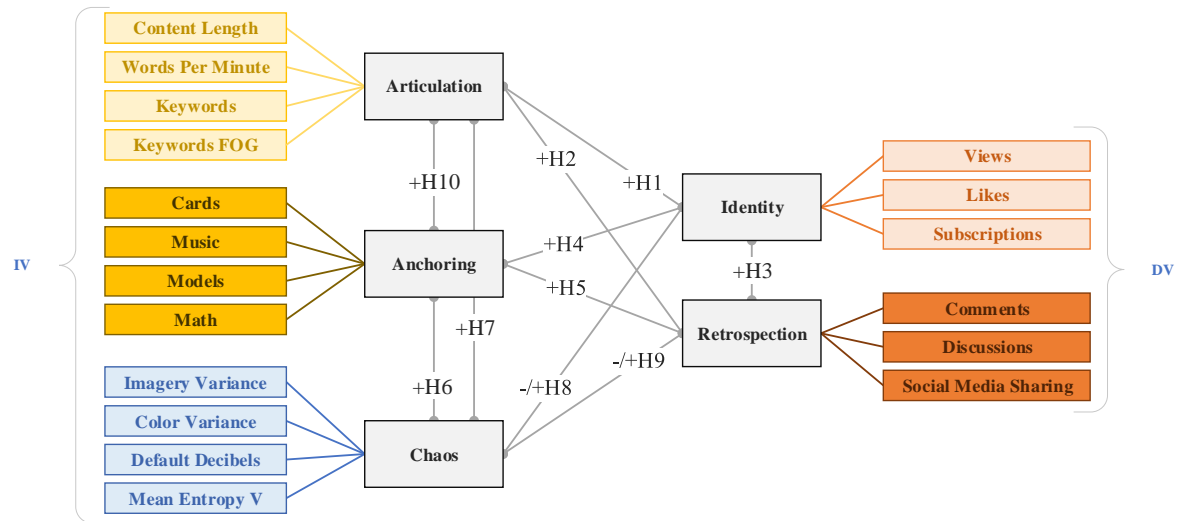 Content Length
Words Per Minute
Keywords
Keywords FOG
Cards
Music
Models
Math
Imagery Variance
Color Variance
Default Decibels
Mean Entropy V
IV
Articulation
Anchoring
Chaos
+H10
+H7
+H6
+H2
+H1
+H4
+H5
-/+H8
-/+H9
Identity
+H3
Retrospection
Views
Likes
Subscriptions
Comments
Discussions
Social Media Sharing
DV